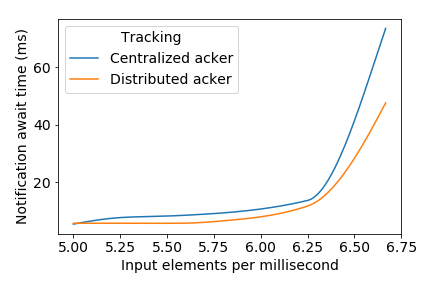 Tracking
Centralized acker
Distributed acker
Notification await time (ms)
60
40
20
5.00 5.25 5.50 5.75 6.00 6.25 6.50 6.75
Input elements per millisecond